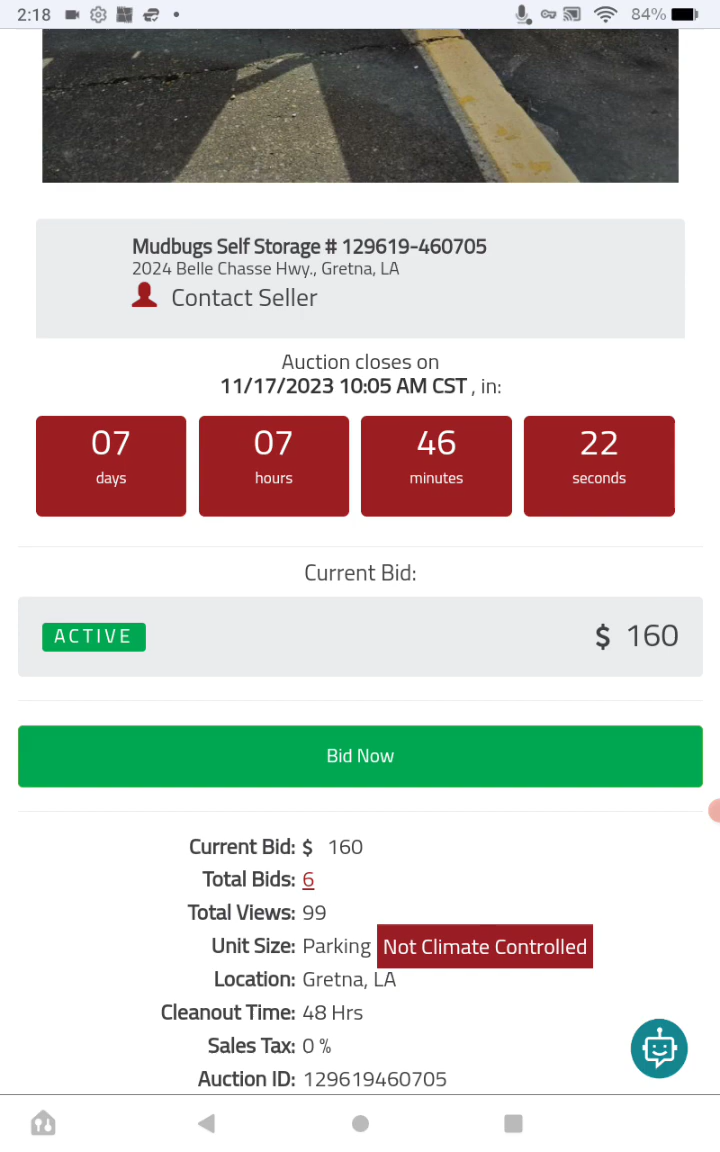 2:18 84%
Mudbugs Self Storage # 129619-460705
2024 Belle Chasse Hwy., Gretna, LA
Contact Seller
Auction closes on
11/17/2023 10:05 AM CST , in:
07 07 46 22
days hours minutes seconds
Current Bid:
ACTIVE $ 160
Bid Now
Current Bid: $ 160
Total Bids: 6
Total Views: 99
Unit Size: Parking Not Climate Controlled
Location: Gretna, LA
Cleanout Time: 48 Hrs
Sales Tax: 0 %
Auction ID: 129619460705